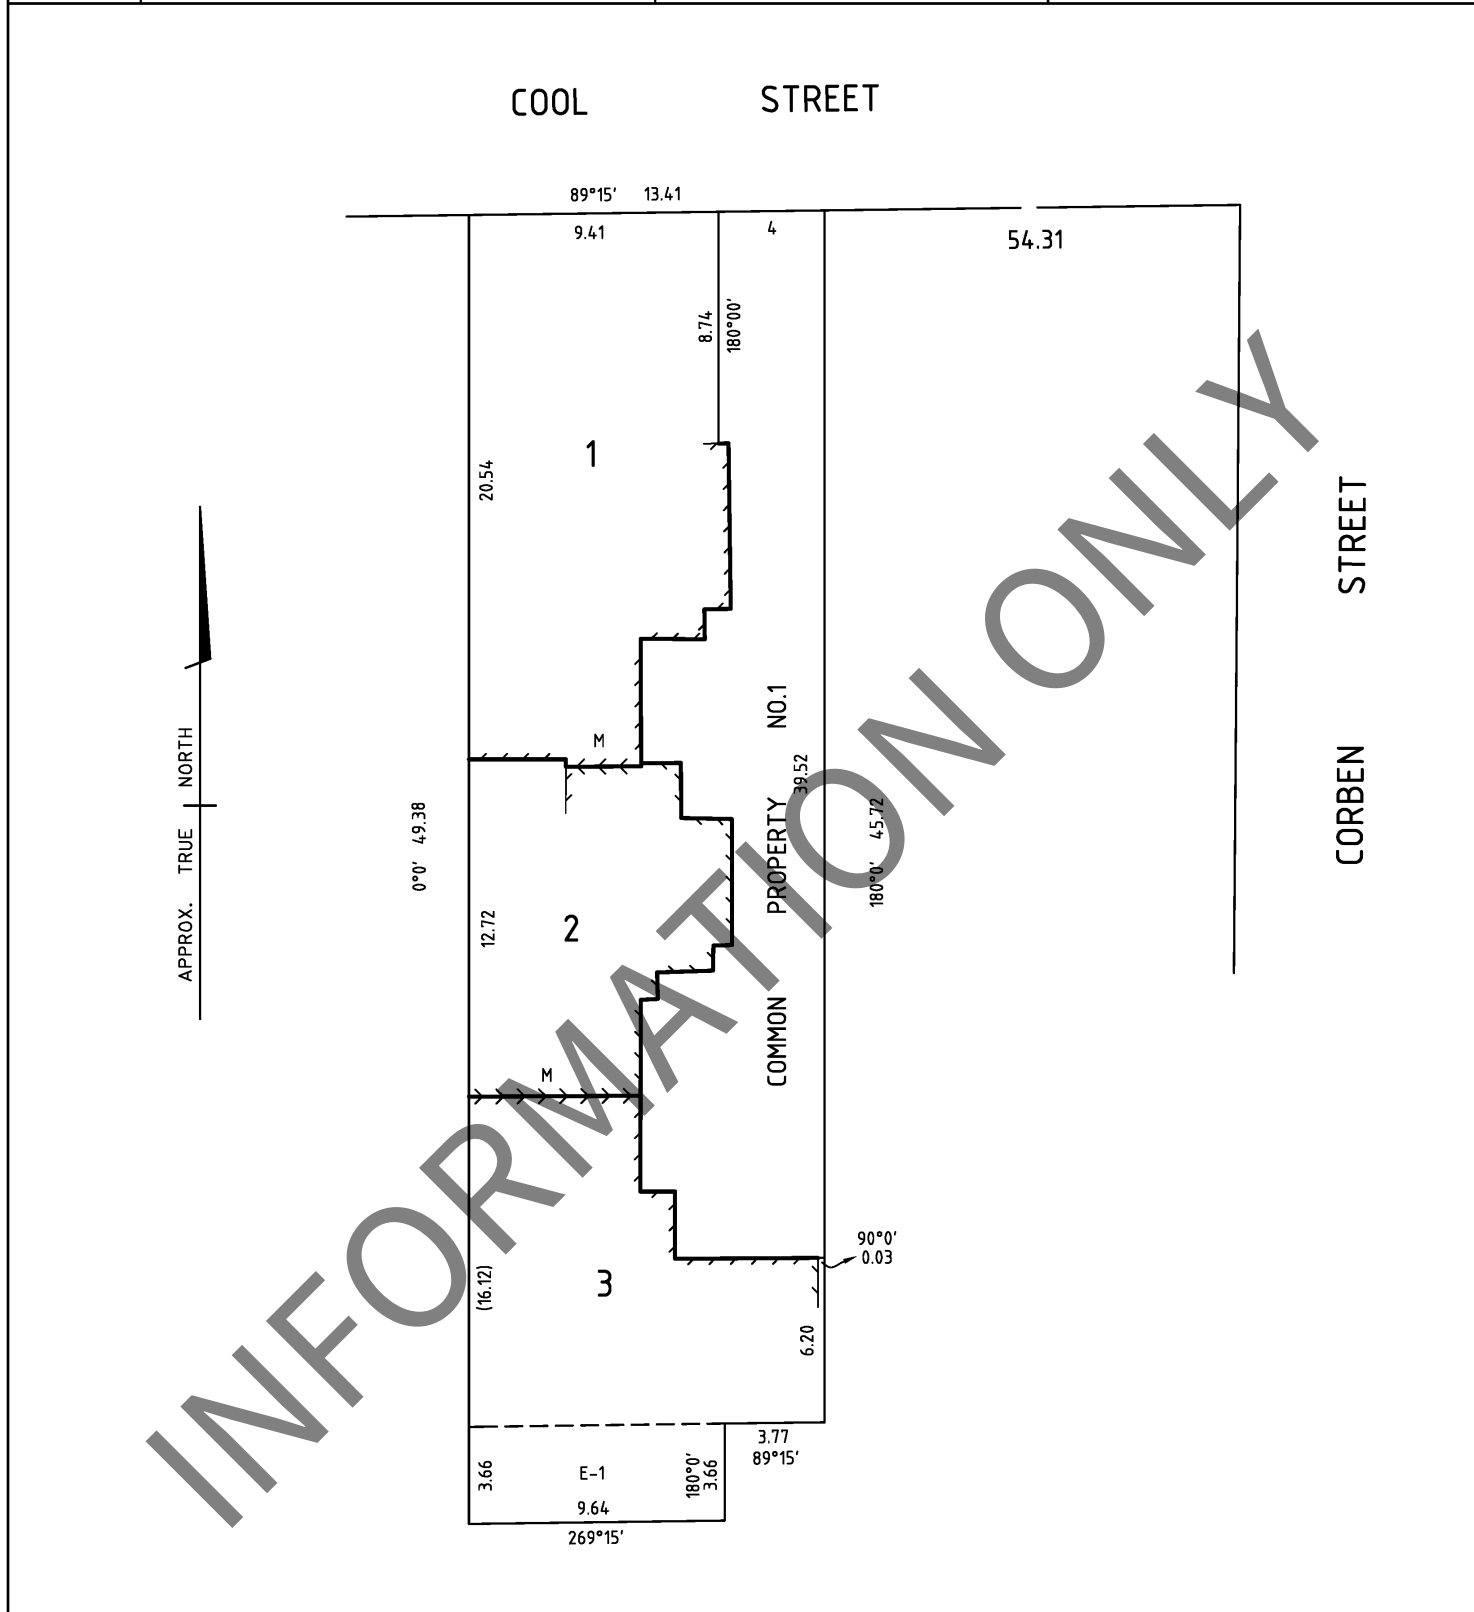 COOL STREET
89°15' 13.41
9.41
4
54.31
8.74
180°00'
1
20.54
STREET
CORBEN
NO.1
PROPERTY
COMMON
M
39.52
180°0' 45.72
APPROX. TRUE NORTH
0°0' 49.38
12.72
2
M
90°0'
0.03
(16.12)
3
6.20
3.77
89°15'
3.66
E-1
180°0'
3.66
9.64
269°15'
INFORMATION ONLY